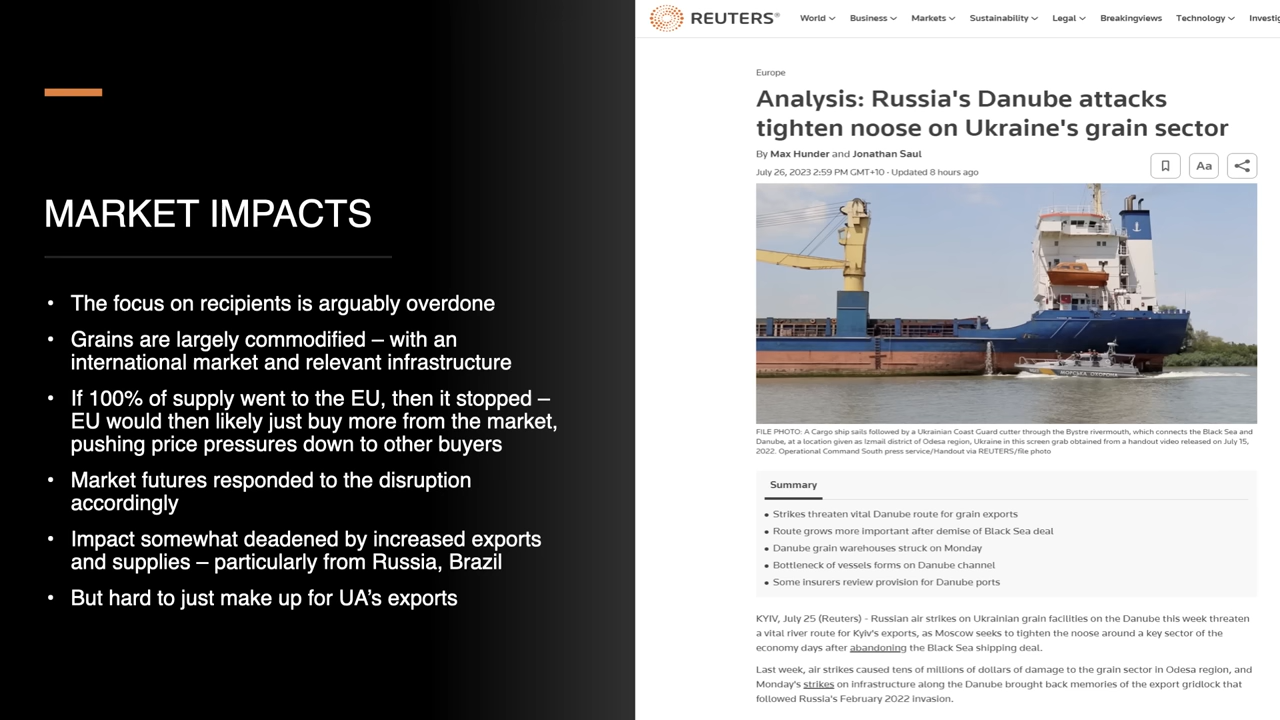 MARKET IMPACTS
• The focus on recipients is arguably overdone
• Grains are largely commodified – with an
international market and relevant infrastructure
• If 100% of supply went to the EU, then it stopped –
EU would then likely just buy more from the market,
pushing price pressures down to other buyers
• Market futures responded to the disruption
accordingly
• Impact somewhat deadened by increased exports
and supplies – particularly from Russia, Brazil
• But hard to just make up for UA's exports
REUTERS®
World Business Markets Sustainability Legal Breakingviews Technology Investig
Europe
Analysis: Russia's Danube attacks
tighten noose on Ukraine's grain sector
By Max Hunder and Jonathan Saul
July 26, 2023 2:59 PM GMT+10 · Updated 8 hours ago
Aa
МОРСЬКА ОХОРОНА
FILE PHOTO: A Cargo ship sails followed by a Ukrainian Coast Guard cutter through the Bystre rivermouth, which connects the Black Sea and
Danube, at a location given as Izmail district of Odesa region, Ukraine in this screen grab obtained from a handout video released on July 15,
2022. Operational Command South press service/Handout via REUTERS/file photo
Summary
• Strikes threaten vital Danube route for grain exports
• Route grows more important after demise of Black Sea deal
• Danube grain warehouses struck on Monday
• Bottleneck of vessels forms on Danube channel
• Some insurers review provision for Danube ports
KYIV, July 25 (Reuters) - Russian air strikes on Ukrainian grain facilities on the Danube this week threaten
a vital river route for Kyiv's exports, as Moscow seeks to tighten the noose around a key sector of the
economy days after abandoning the Black Sea shipping deal.
Last week, air strikes caused tens of millions of dollars of damage to the grain sector in Odesa region, and
Monday's strikes on infrastructure along the Danube brought back memories of the export gridlock that
followed Russia's February 2022 invasion.